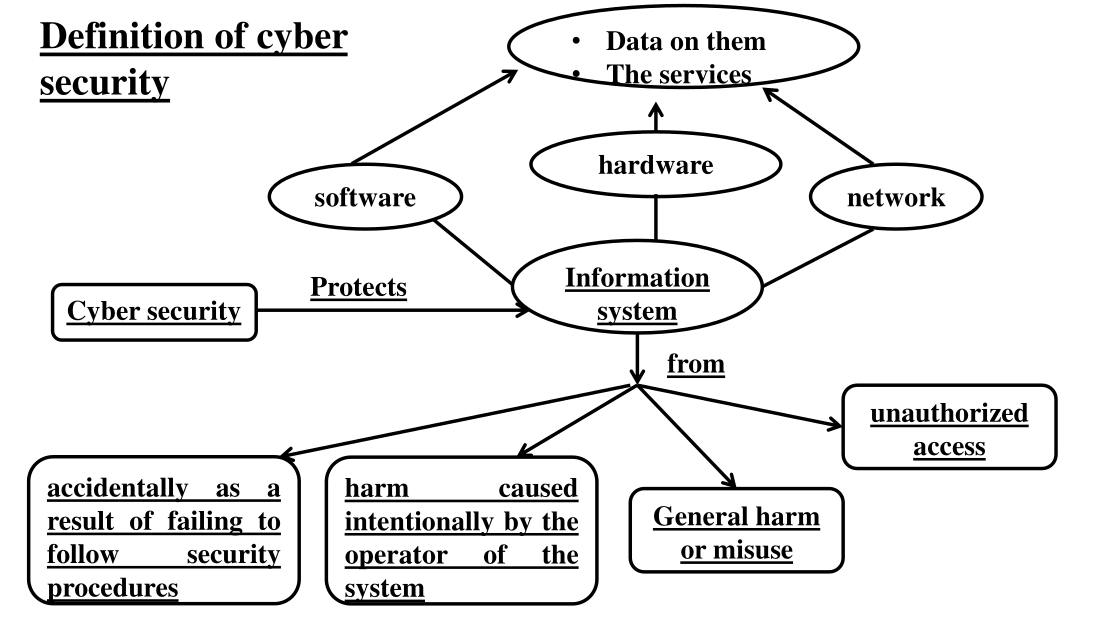 Definition of cyber
security
• Data on them
• The services
hardware
software
network
Information
system
Protects
Cyber security
from
unauthorized
access
accidentally as a
result of failing to
follow security
procedures
harm caused
intentionally by the
operator of the
system
General harm
or misuse